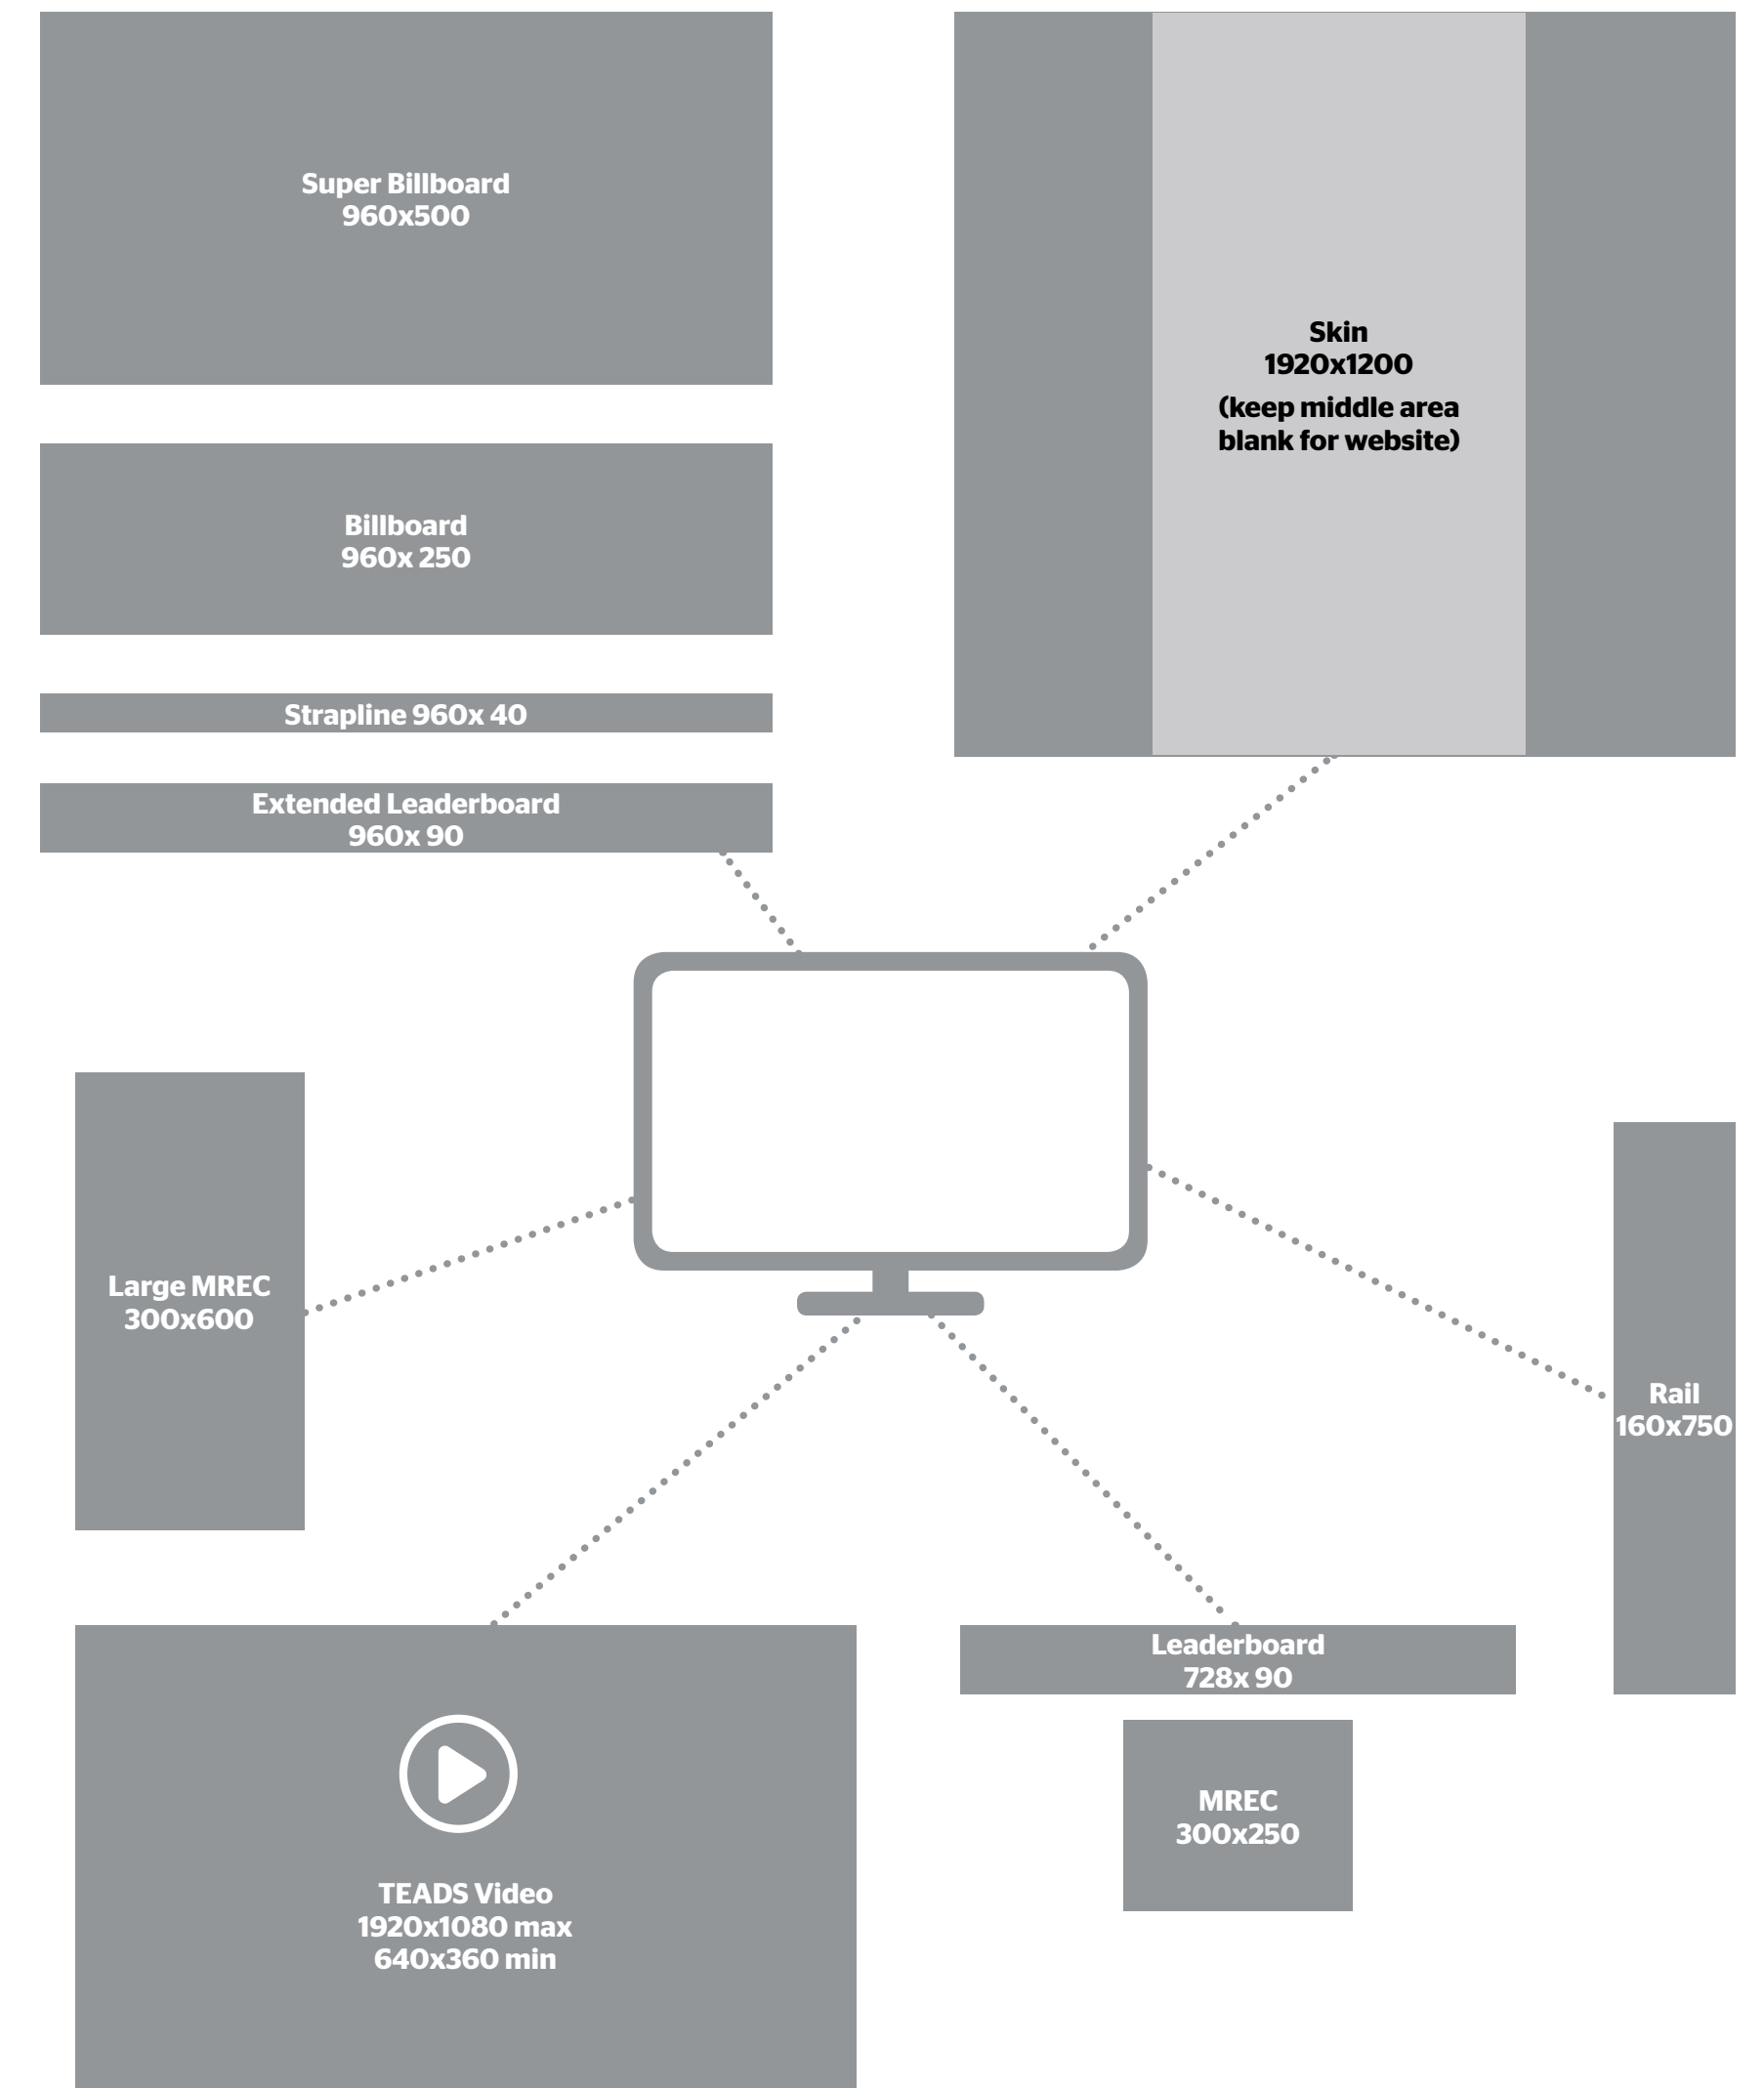 Super Billboard
960x500
Skin
1920x1200
(keep middle area
blank for website)
Billboard
960x 250
Strapline 960x 40
Extended Leaderboard
960x 90
Large MREC
300x600
Rail
160x750
Leaderboard
728x 90
MREC
300x250
TEADS Video
1920x1080 max
640x360 min